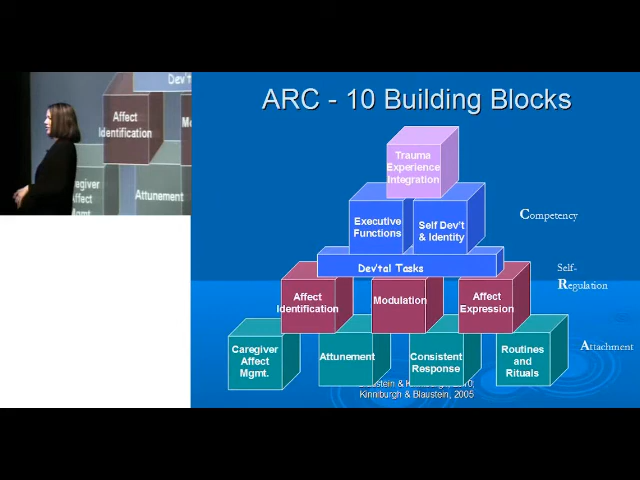 ARC - 10 Building Blocks
Trauma
Experience
Integration
Executive
Functions
Self Dev't
& Identity
Competency
Dev'tal Tasks
Self-
Regulation
Affect
Identification
Modulation
Affect
Expression
Caregiver
Affect
Mgmt.
Attunement
Consistent
Response
Routines
and
Rituals
Attachment
Kinniburgh & Blaustein, 2005
Dev't
Affect
Identification
Affect
Mgmt
Attunement